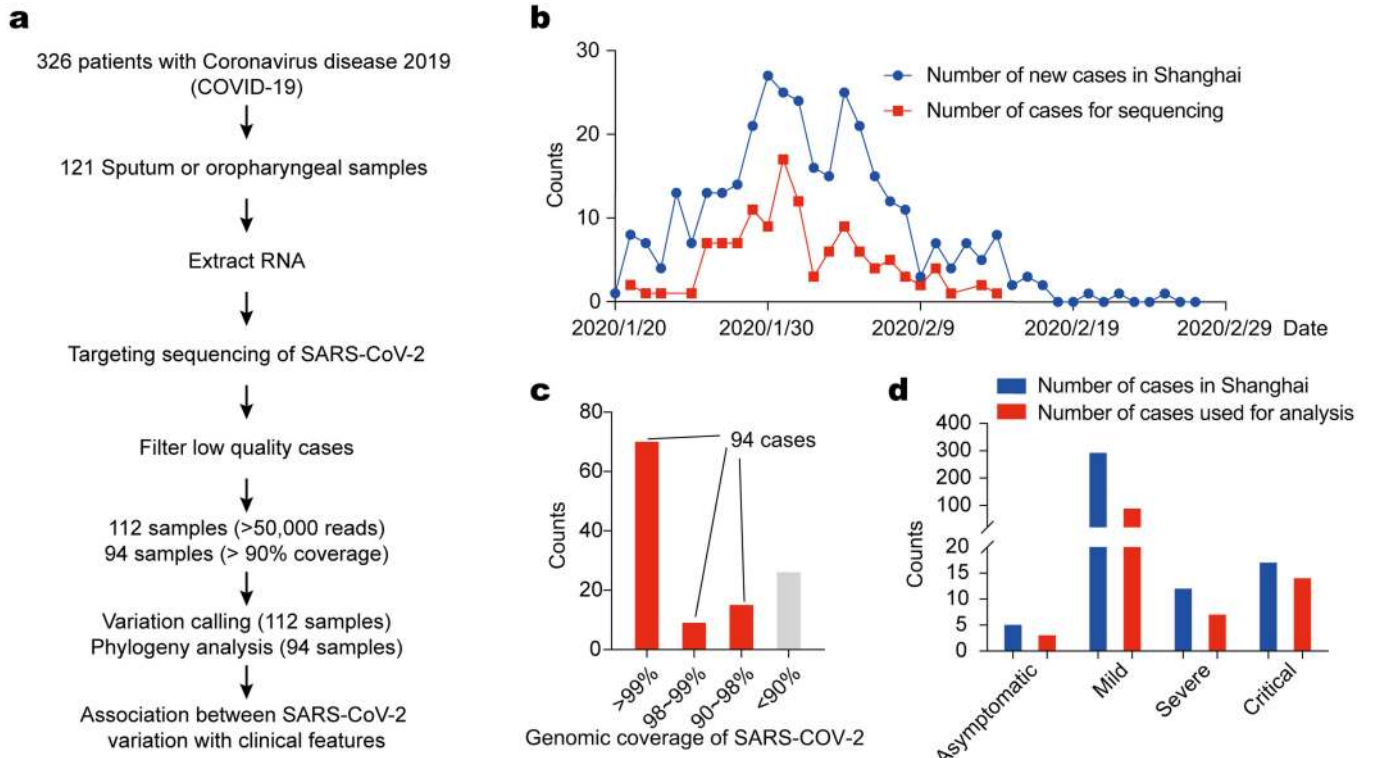 a
326 patients with Coronavirus disease 2019
(COVID-19)
121 Sputum or oropharyngeal samples
Extract RNA
Targeting sequencing of SARS-CoV-2
Filter low quality cases
112 samples (>50,000 reads)
94 samples (> 90% coverage)
Variation calling (112 samples)
Phylogeny analysis (94 samples)
Association between SARS-CoV-2
variation with clinical features
b
30
20
10
0
Counts
Number of new cases in Shanghai
Number of cases for sequencing
2020/1/20 2020/1/30 2020/2/9 2020/2/19 2020/2/29 Date
c
80
60
40
20
0
Counts
94 cases
>99% 98~99% 90~98% <90%
Genomic coverage of SARS-COV-2
d
Number of cases in Shanghai
Number of cases used for analysis
400
300
200
100
20
15
10
5
0
Counts
Asymptomatic Mild Severe Critical